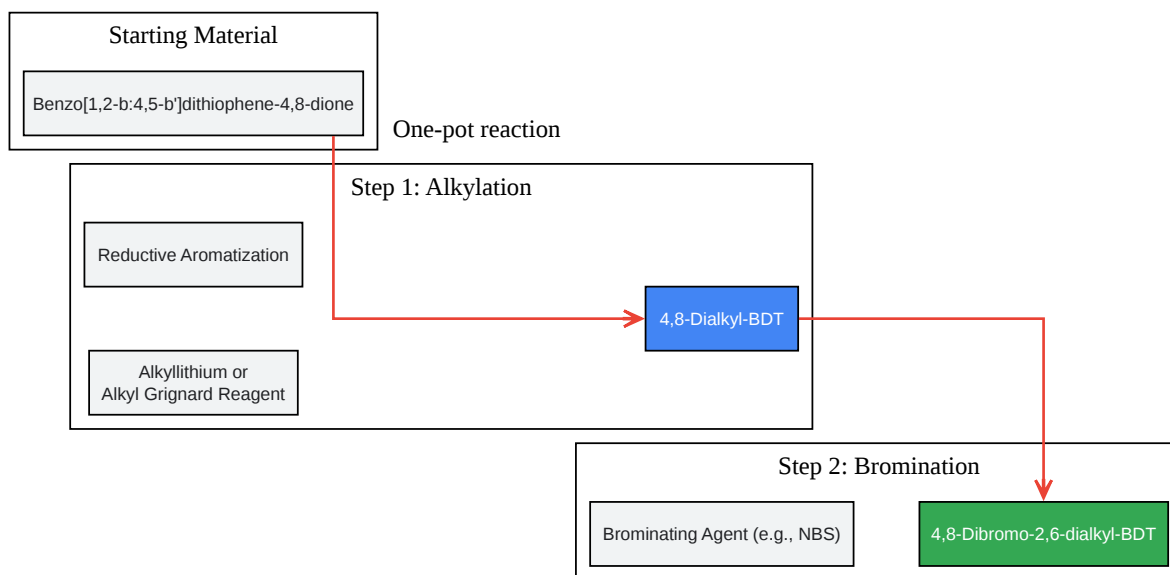 Starting Material
Benzo[1,2-b:4,5-b']dithiophene-4,8-dione
One-pot reaction
Step 1: Alkylation
Reductive Aromatization
4,8-Dialkyl-BDT
Alkyllithium or
Alkyl Grignard Reagent
Step 2: Bromination
Brominating Agent (e.g., NBS)
4,8-Dibromo-2,6-dialkyl-BDT